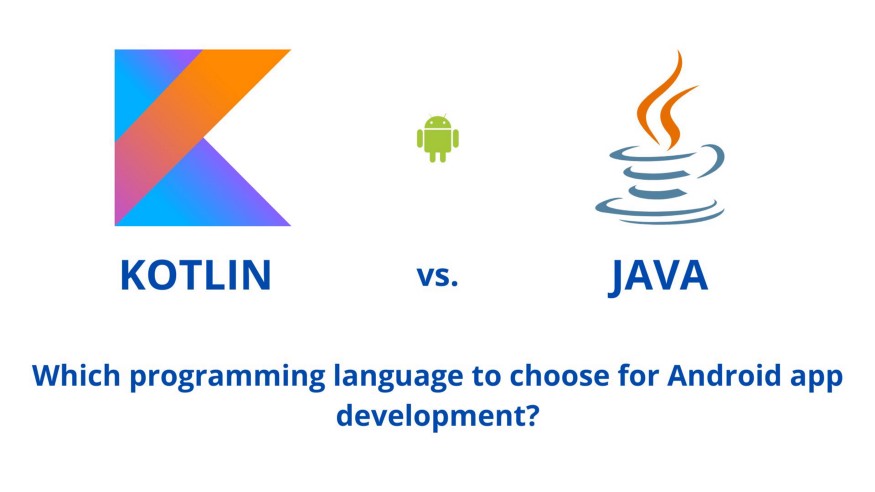 KOTLIN
vs.
JAVA
Which programming language to choose for Android app
development?